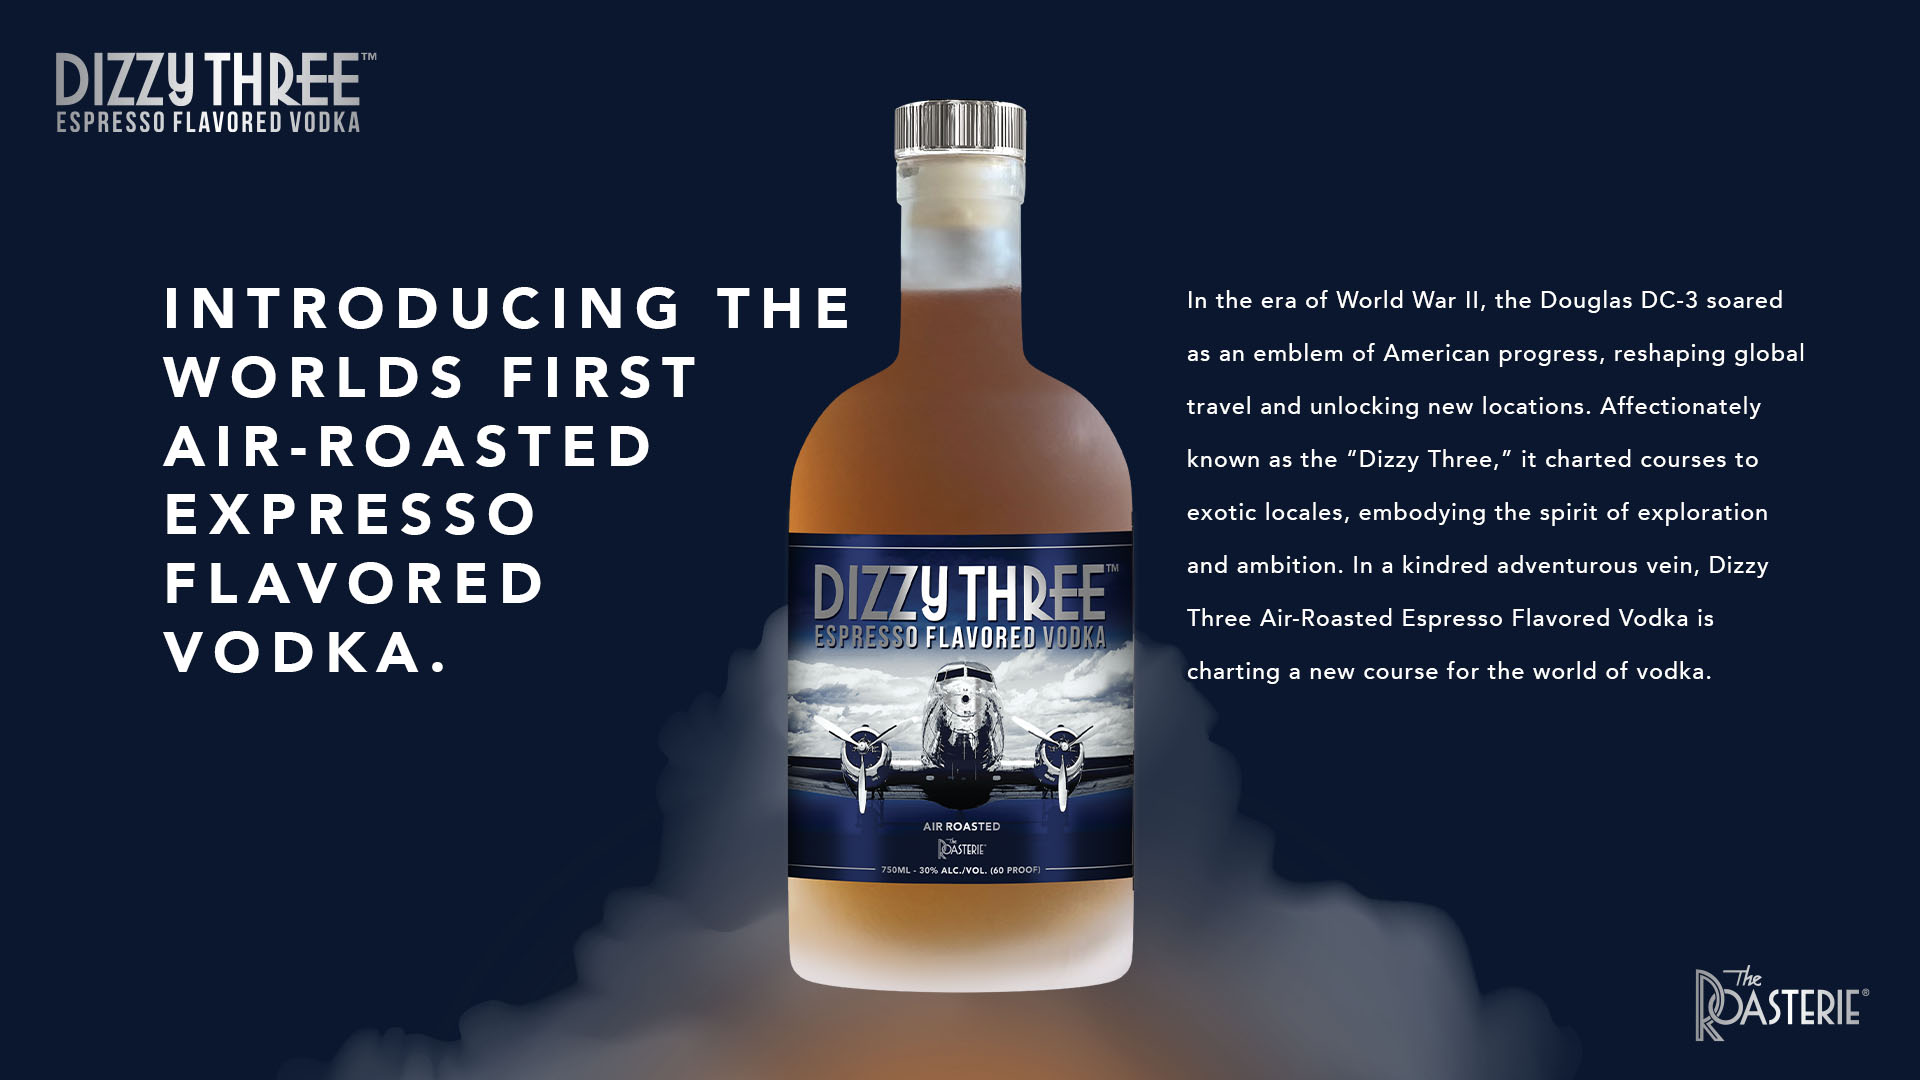 DIZZY THREE™
ESPRESSO FLAVORED VODKA
INTRODUCING THE
WORLDS FIRST
AIR-ROASTED
EXPRESSO
FLAVORED
VODKA.
DIZZY THREE™
ESPRESSO FLAVORED VODKA
AIR ROASTED
The
ROASTERIE
750ML - 30% ALC./VOL. (60 PROOF)
In the era of World War II, the Douglas DC-3 soared
as an emblem of American progress, reshaping global
travel and unlocking new locations. Affectionately
known as the “Dizzy Three,” it charted courses to
exotic locales, embodying the spirit of exploration
and ambition. In a kindred adventurous vein, Dizzy
Three Air-Roasted Espresso Flavored Vodka is
charting a new course for the world of vodka.
The
ROASTERIE®